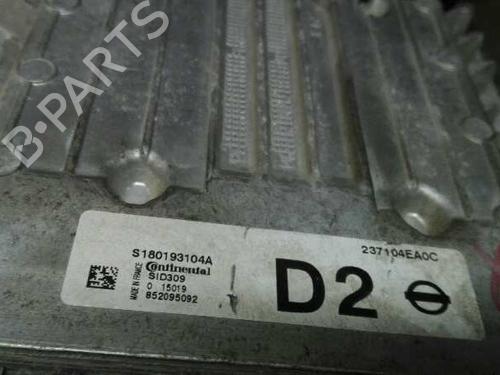 B-PARTS
S180193104A
237104EA0C
MADE IN FRANCE
Continental
SID309
0 15019
852095092
D2